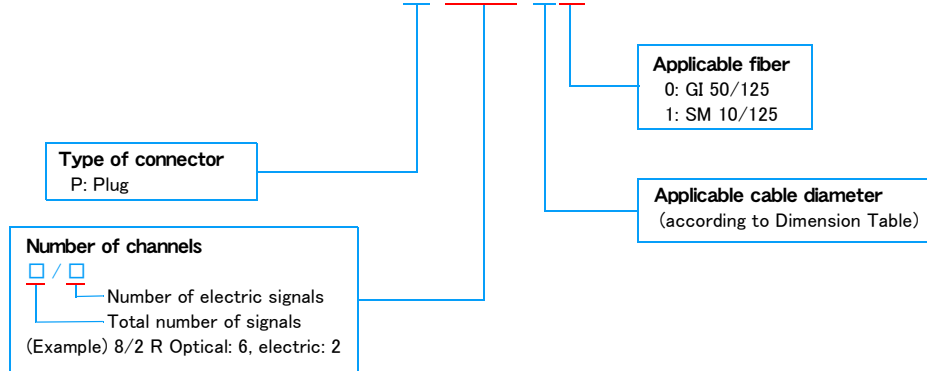 Applicable fiber
0: GI 50/125
1: SM 10/125
Type of connector
P: Plug
Applicable cable diameter
(according to Dimension Table)
Number of channels
□ / □
Number of electric signals
Total number of signals
(Example) 8/2 R Optical: 6, electric: 2